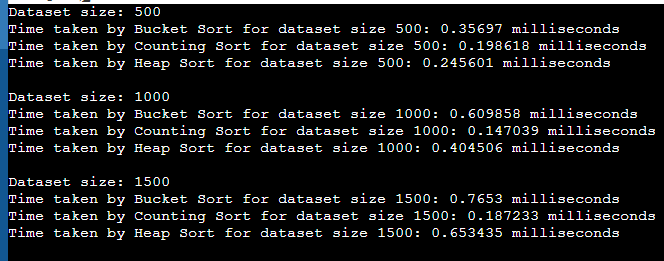 Dataset size: 500
Time taken by Bucket Sort for dataset size 500: 0.35697 milliseconds
Time taken by Counting Sort for dataset size 500: 0.198618 milliseconds
Time taken by Heap Sort for dataset size 500: 0.245601 milliseconds
Dataset size: 1000
Time taken by Bucket Sort for dataset size 1000: 0.609858 milliseconds
Time taken by Counting Sort for dataset size 1000: 0.147039 milliseconds
Time taken by Heap Sort for dataset size 1000: 0.404506 milliseconds
Dataset size: 1500
Time taken by Bucket Sort for dataset size 1500: 0.7653 milliseconds
Time taken by Counting Sort for dataset size 1500: 0.187233 milliseconds
Time taken by Heap Sort for dataset size 1500: 0.653435 milliseconds